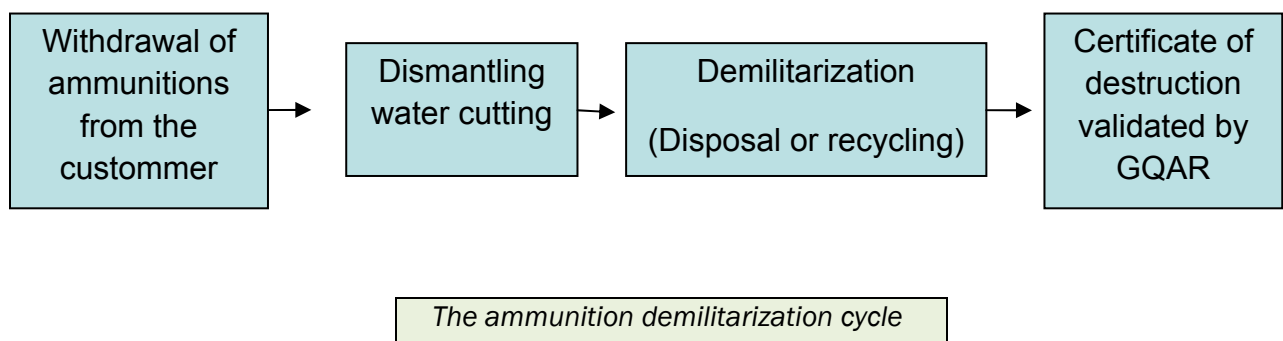 Withdrawal of
ammunitions
from the
custommer
Dismantling
water cutting
Demilitarization
(Disposal or recycling)
Certificate of
destruction
validated by
GQAR
The ammunition demilitarization cycle